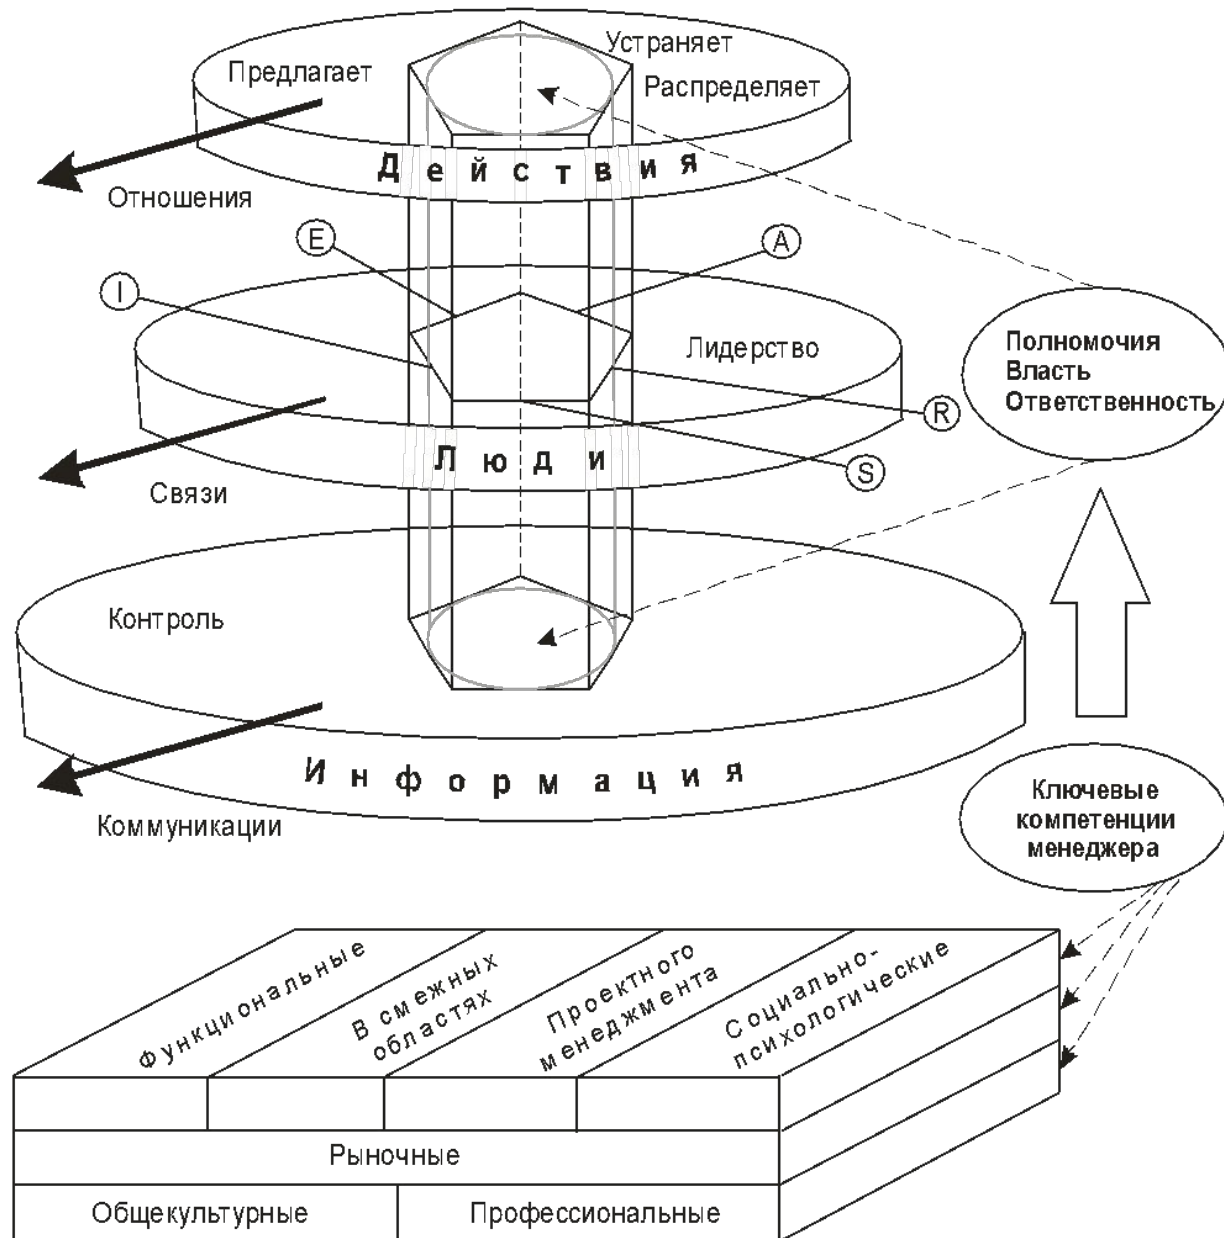 Устраняет
Предлагает
Распределяет
Действия
Отношения
E
A
I
Полномочия
Власть
Ответственность
Лидерство
R
Люди
S
Связи
Контроль
Информация
Коммуникации
Ключевые
компетенции
менеджера
Функциональные
В смежных
областях
Проектного
менеджмента
Социально-
психологические
Рыночные
Общекультурные
Профессиональные